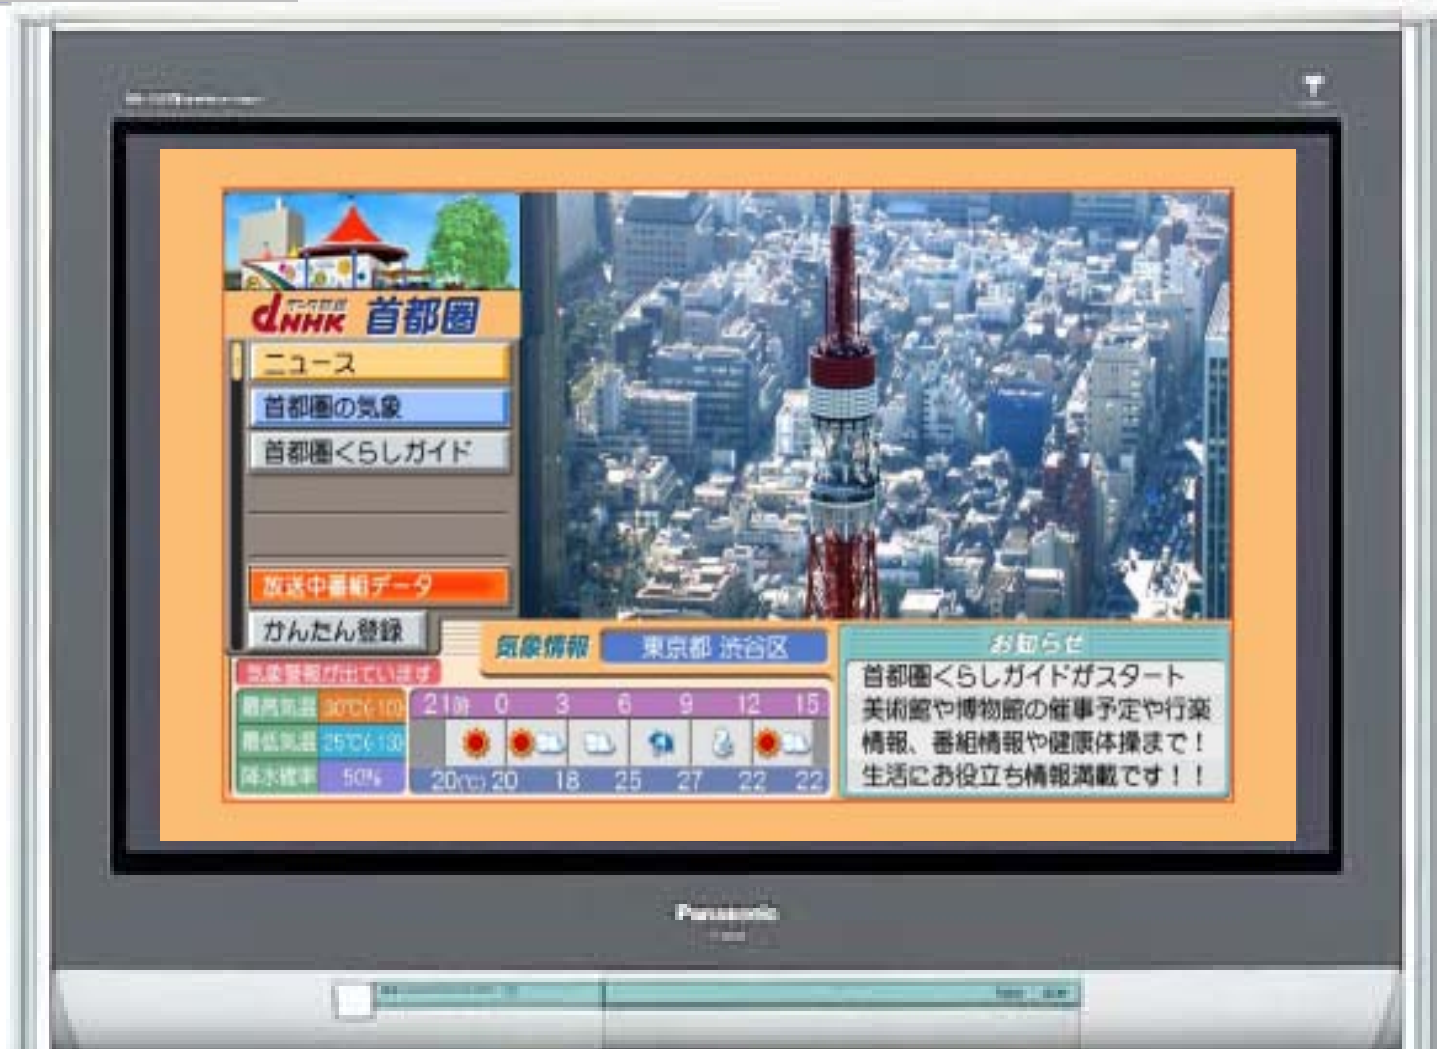 データ放送
dNHK 首都圏
ニュース
首都圏の気象
首都圏くらしガイド
放送中番組データ
かんたん登録
気象情報 東京都 渋谷区
気象警報が出ています
最高気温 30℃(-10)
最低気温 25℃(-13)
降水確率 50%
21時 0 3 6 9 12 15
20(℃) 20 18 25 27 22 22
お知らせ
首都圏くらしガイドがスタート
美術館や博物館の催事予定や行楽
情報、番組情報や健康体操まで！
生活にお役立ち情報満載です！！
Panasonic